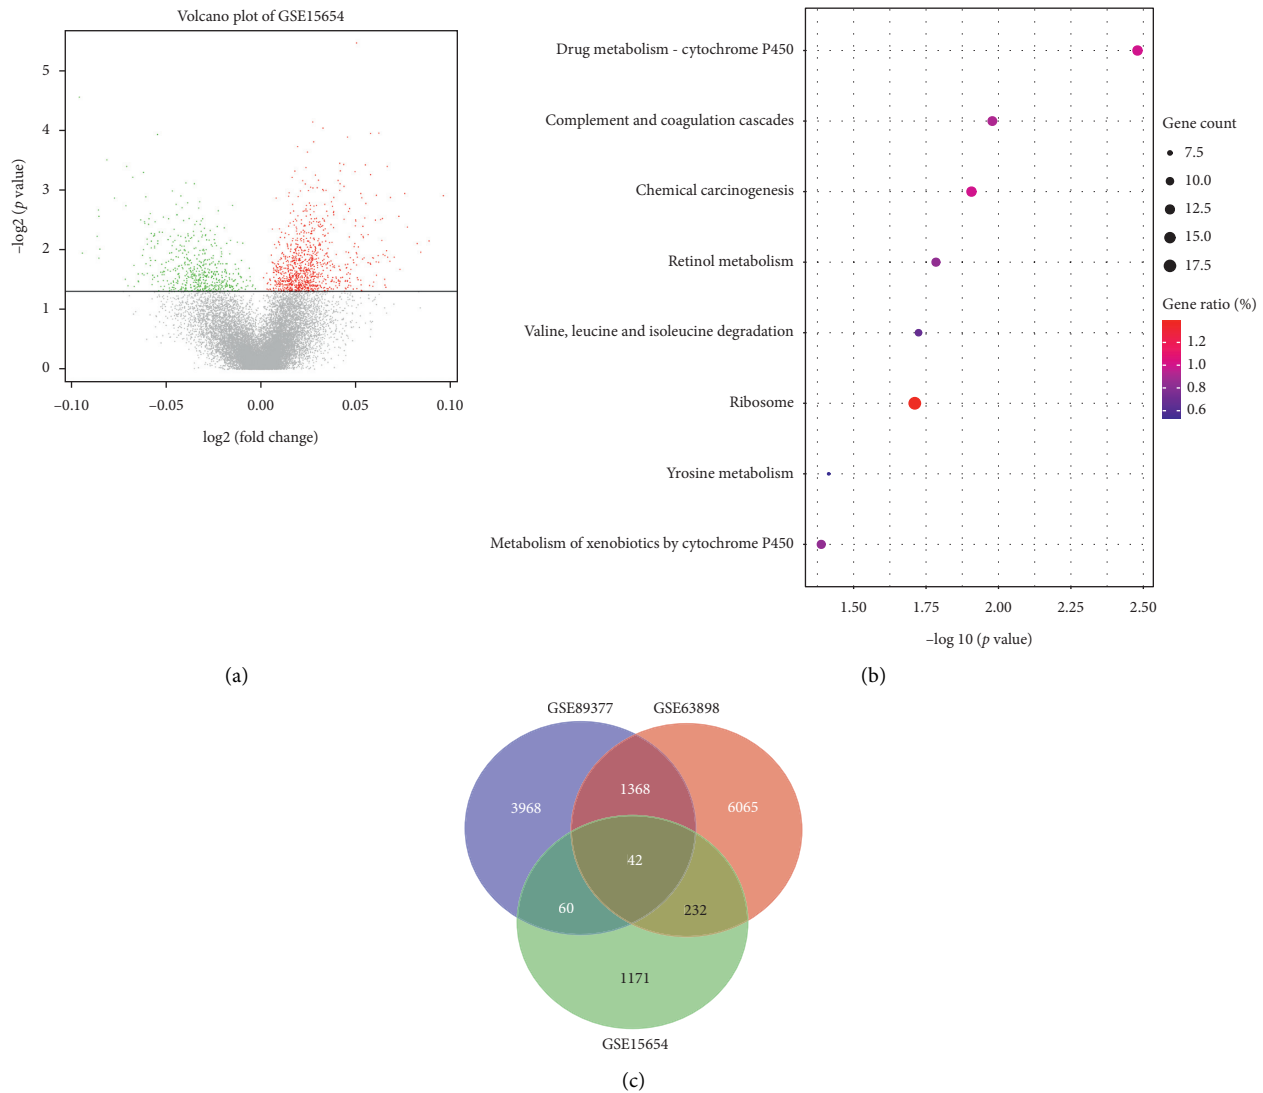 Volcano plot of GSE15654
5
4
3
2
1
0
–log2 (p value)
–0.10
–0.05
0.00
0.05
0.10
log2 (fold change)
(a)
Drug metabolism - cytochrome P450
Complement and coagulation cascades
Chemical carcinogenesis
Retinol metabolism
Valine, leucine and isoleucine degradation
Ribosome
Yrosine metabolism
Metabolism of xenobiotics by cytochrome P450
1.50
1.75
2.00
2.25
2.50
–log 10 (p value)
Gene count
7.5
10.0
12.5
15.0
17.5
Gene ratio (%)
1.2
1.0
0.8
0.6
(b)
GSE89377
GSE63898
3968
1368
6065
42
60
232
1171
GSE15654
(c)